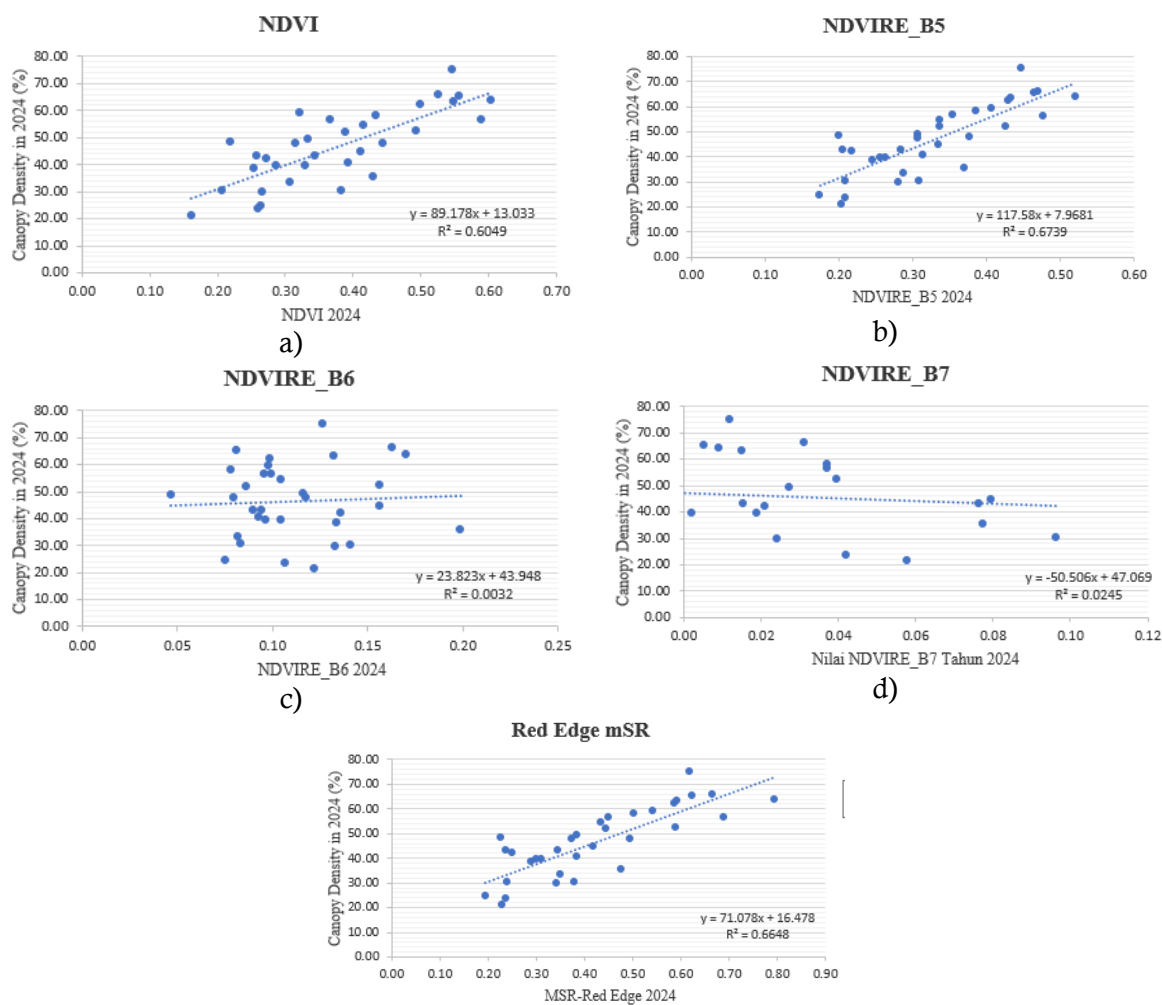 NDVI
Canopy Density in 2024 (%)
80.00
70.00
60.00
50.00
40.00
30.00
20.00
10.00
0.00
y = 89.178x + 13.033
R² = 0.6049
0.00 0.10 0.20 0.30 0.40 0.50 0.60 0.70
NDVI 2024
a)
NDVIRE_B5
Canopy Density in 2024 (%)
80.00
70.00
60.00
50.00
40.00
30.00
20.00
10.00
0.00
y = 117.58x + 7.9681
R² = 0.6739
0.00 0.10 0.20 0.30 0.40 0.50 0.60
NDVIRE_B5 2024
b)
NDVIRE_B6
Canopy Density in 2024 (%)
80.00
70.00
60.00
50.00
40.00
30.00
20.00
10.00
0.00
y = 23.823x + 43.948
R² = 0.0032
0.00 0.05 0.10 0.15 0.20 0.25
NDVIRE_B6 2024
c)
NDVIRE_B7
Canopy Density in 2024 (%)
80.00
70.00
60.00
50.00
40.00
30.00
20.00
10.00
0.00
y = -50.506x + 47.069
R² = 0.0245
0.00 0.02 0.04 0.06 0.08 0.10 0.12
Nilai NDVIRE_B7 Tahun 2024
d)
Red Edge mSR
Canopy Density in 2024 (%)
80.00
70.00
60.00
50.00
40.00
30.00
20.00
10.00
0.00
y = 71.078x + 16.478
R² = 0.6648
0.00 0.10 0.20 0.30 0.40 0.50 0.60 0.70 0.80 0.90
MSR-Red Edge 2024